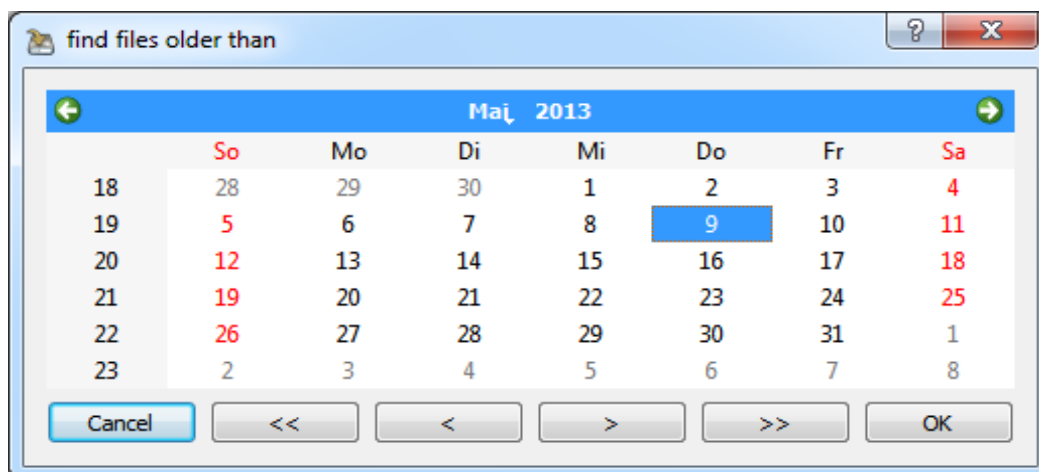 find files older than
Mai, 2013
So Mo Di Mi Do Fr Sa
18 28 29 30 1 2 3 4
19 5 6 7 8 9 10 11
20 12 13 14 15 16 17 18
21 19 20 21 22 23 24 25
22 26 27 28 29 30 31 1
23 2 3 4 5 6 7 8
Cancel << < > >> OK